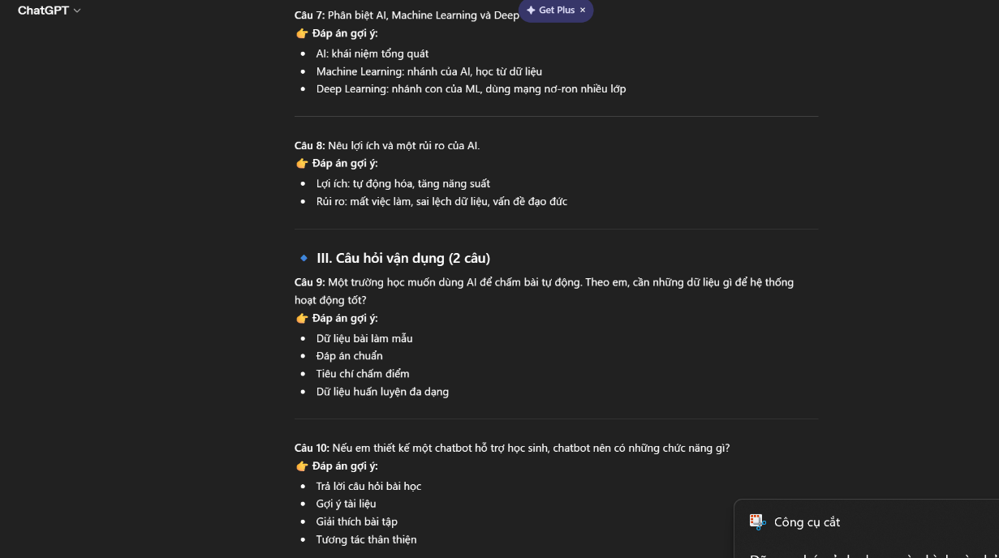 ChatGPT
Get Plus ×
Câu 7: Phân biệt AI, Machine Learning và Deep
👉 Đáp án gợi ý:
• AI: khái niệm tổng quát
• Machine Learning: nhánh của AI, học từ dữ liệu
• Deep Learning: nhánh con của ML, dùng mạng nơ-ron nhiều lớp
Câu 8: Nêu lợi ích và một rủi ro của AI.
👉 Đáp án gợi ý:
• Lợi ích: tự động hóa, tăng năng suất
• Rủi ro: mất việc làm, sai lệch dữ liệu, vấn đề đạo đức
🔹 III. Câu hỏi vận dụng (2 câu)
Câu 9: Một trường học muốn dùng AI để chấm bài tự động. Theo em, cần những dữ liệu gì để hệ thống
hoạt động tốt?
👉 Đáp án gợi ý:
• Dữ liệu bài làm mẫu
• Đáp án chuẩn
• Tiêu chí chấm điểm
• Dữ liệu huấn luyện đa dạng
Câu 10: Nếu em thiết kế một chatbot hỗ trợ học sinh, chatbot nên có những chức năng gì?
👉 Đáp án gợi ý:
• Trả lời câu hỏi bài học
• Gợi ý tài liệu
• Giải thích bài tập
• Tương tác thân thiện
Công cụ cắt